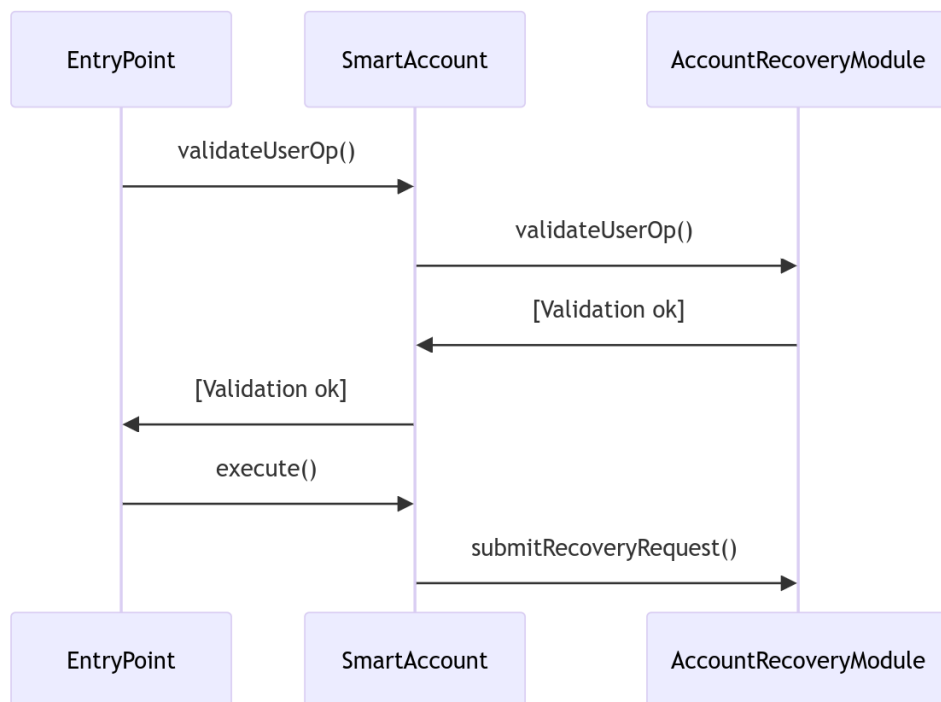 EntryPoint
SmartAccount
AccountRecoveryModule
validateUserOp()
validateUserOp()
[Validation ok]
[Validation ok]
execute()
submitRecoveryRequest()
EntryPoint
SmartAccount
AccountRecoveryModule